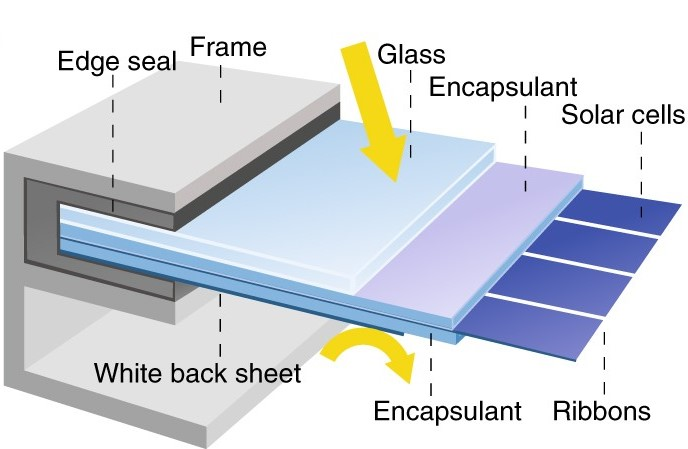 Edge seal
Frame
Glass
Encapsulant
Solar cells
White back sheet
Encapsulant
Ribbons